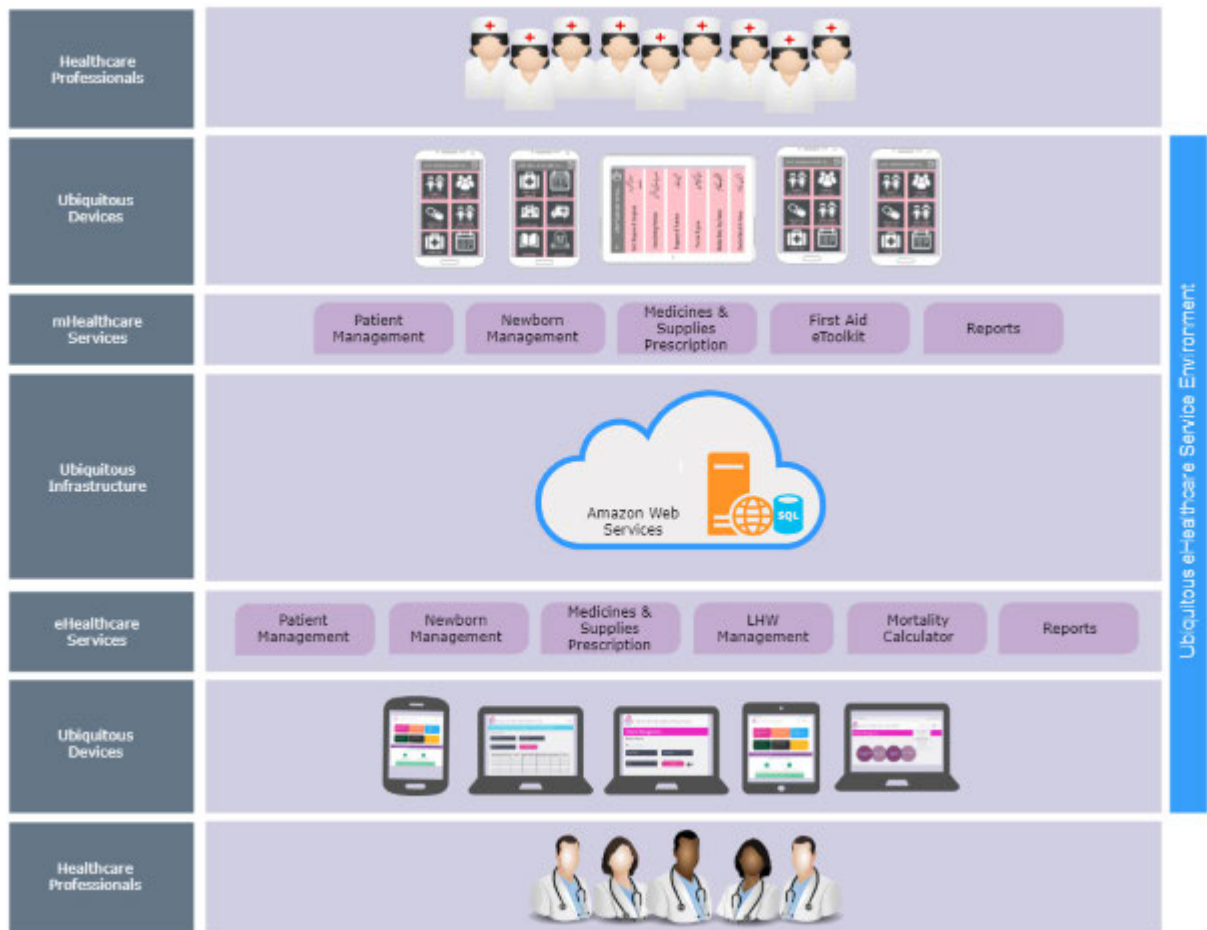 Healthcare
Professionals
Ubiquitous
Devices
mHealthcare
Services
Patient
Management
Newborn
Management
Medicines &
Supplies
Prescription
First Aid
eToolkit
Reports
Ubiquitous
Infrastructure
Amazon Web
Services
SQL
eHealthcare
Services
Patient
Management
Newborn
Management
Medicines &
Supplies
Prescription
LHW
Management
Mortality
Calculator
Reports
Ubiquitous
Devices
Healthcare
Professionals
Ubiquitous eHealthcare Service Environment